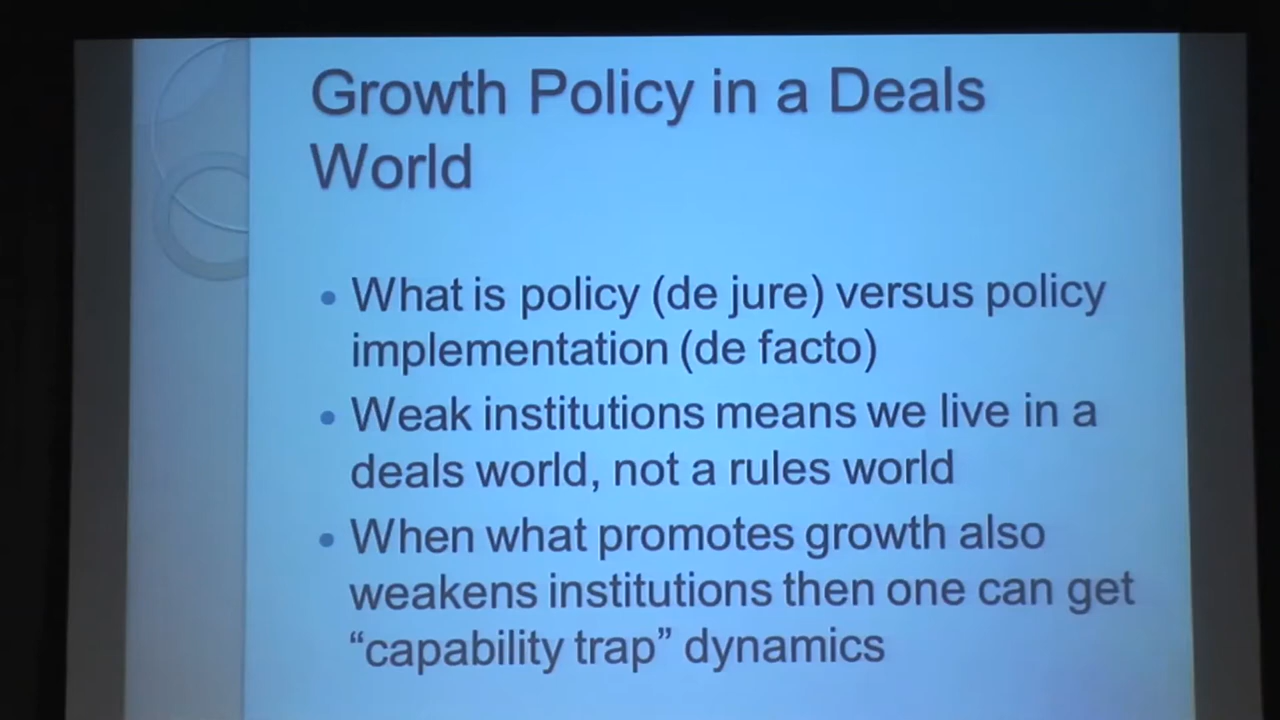 Growth Policy in a Deals
World
• What is policy (de jure) versus policy
implementation (de facto)
• Weak institutions means we live in a
deals world, not a rules world
• When what promotes growth also
weakens institutions then one can get
“capability trap” dynamics